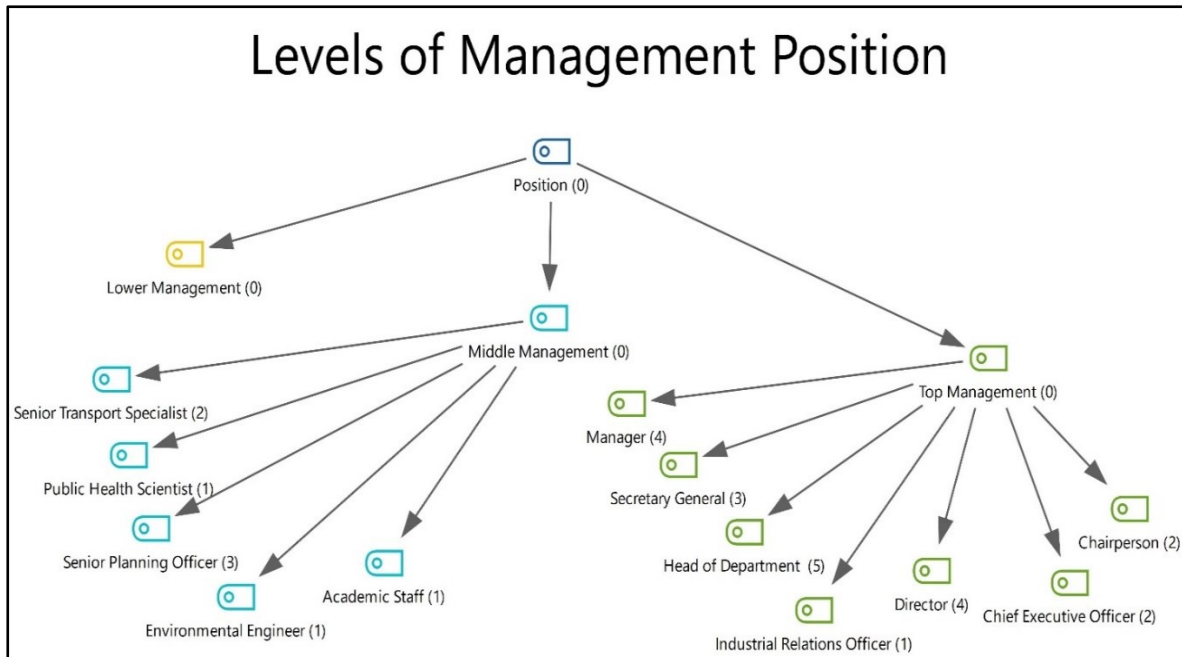 Levels of Management Position
Position (0)
Lower Management (0)
Middle Management (0)
Senior Transport Specialist (2)
Public Health Scientist (1)
Senior Planning Officer (3)
Environmental Engineer (1)
Academic Staff (1)
Top Management (0)
Manager (4)
Secretary General (3)
Head of Department (5)
Industrial Relations Officer (1)
Director (4)
Chief Executive Officer (2)
Chairperson (2)